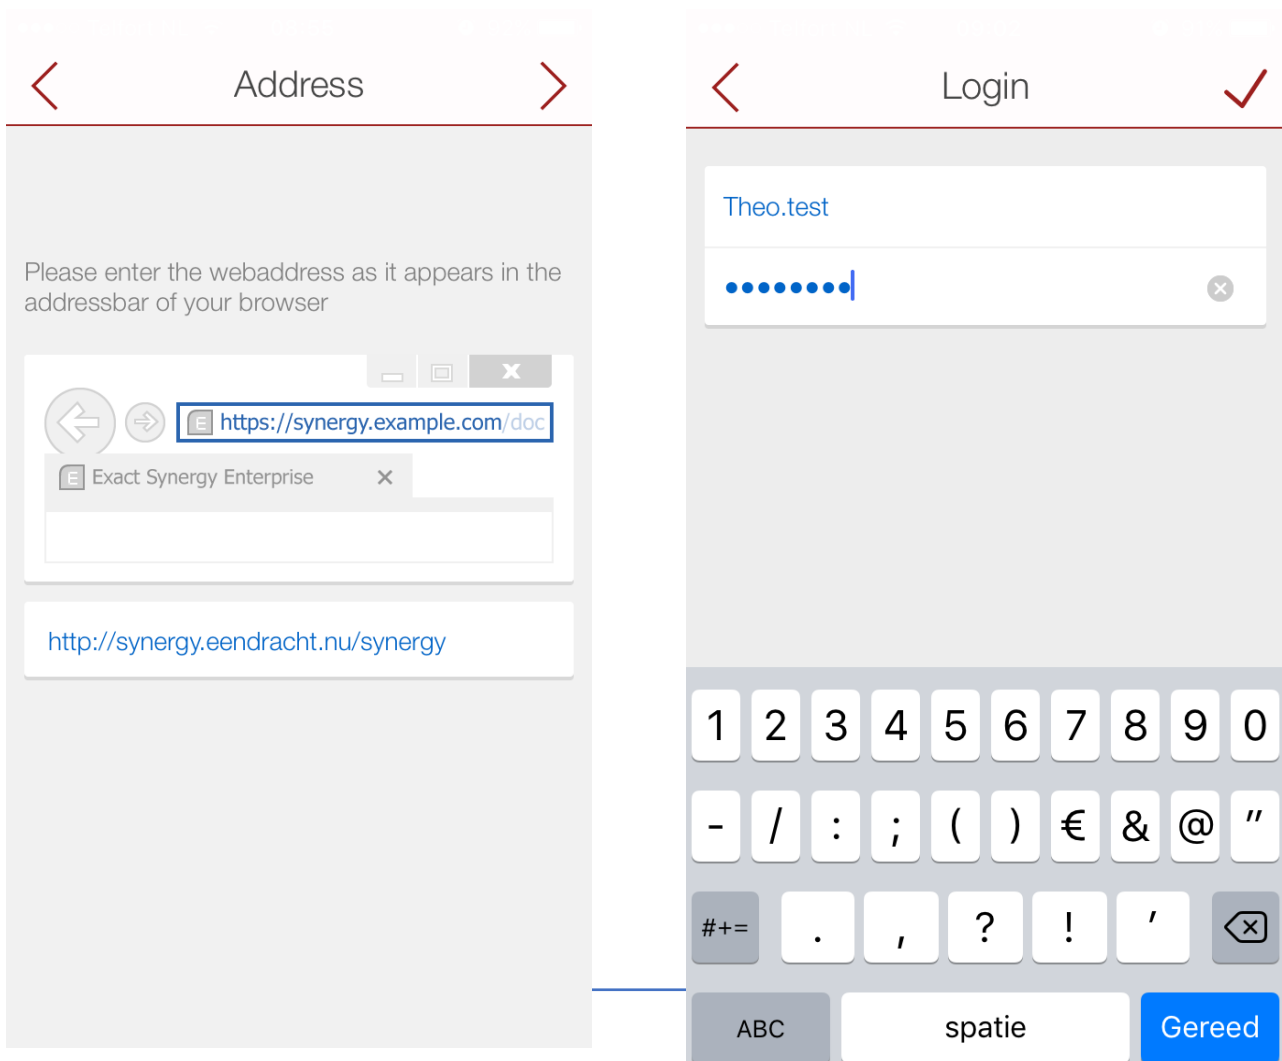 Address
Please enter the webaddress as it appears in the
addressbar of your browser
https://synergy.example.com/doc
Exact Synergy Enterprise
http://synergy.eendracht.nu/synergy
Login
Theo.test
1 2 3 4 5 6 7 8 9 0
- / : ; ( ) € & @ "
#+= . , ? ! '
ABC spatie Gereed